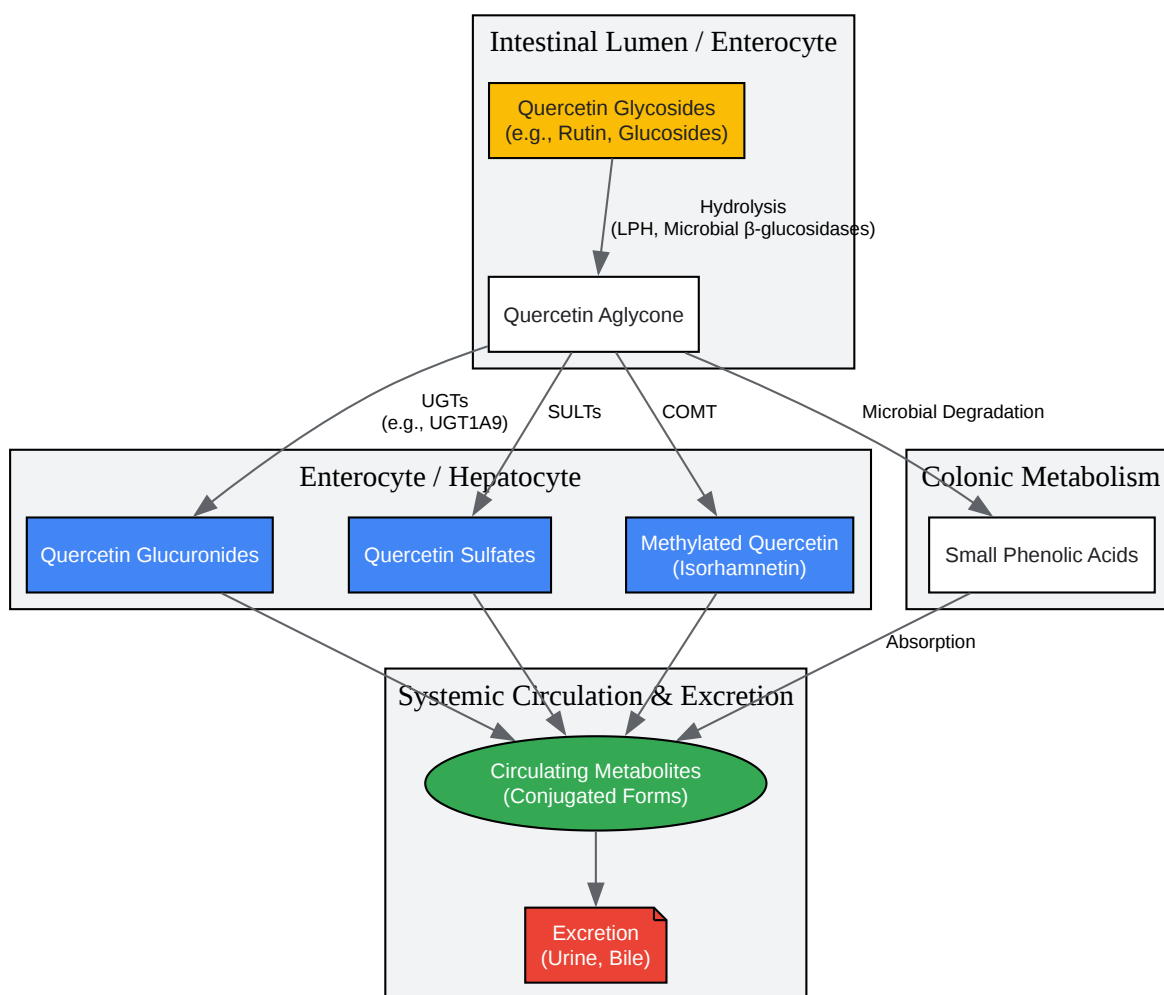 Intestinal Lumen / Enterocyte
Quercetin Glycosides
(e.g., Rutin, Glucosides)
Hydrolysis
(LPH, Microbial β-glucosidases)
Quercetin Aglycone
UGTs
(e.g., UGT1A9)
SULTs
COMT
Microbial Degradation
Enterocyte / Hepatocyte
Colonic Metabolism
Quercetin Glucuronides
Quercetin Sulfates
Methylated Quercetin
(Isorhamnetin)
Small Phenolic Acids
Absorption
Systemic Circulation & Excretion
Circulating Metabolites
(Conjugated Forms)
Excretion
(Urine, Bile)